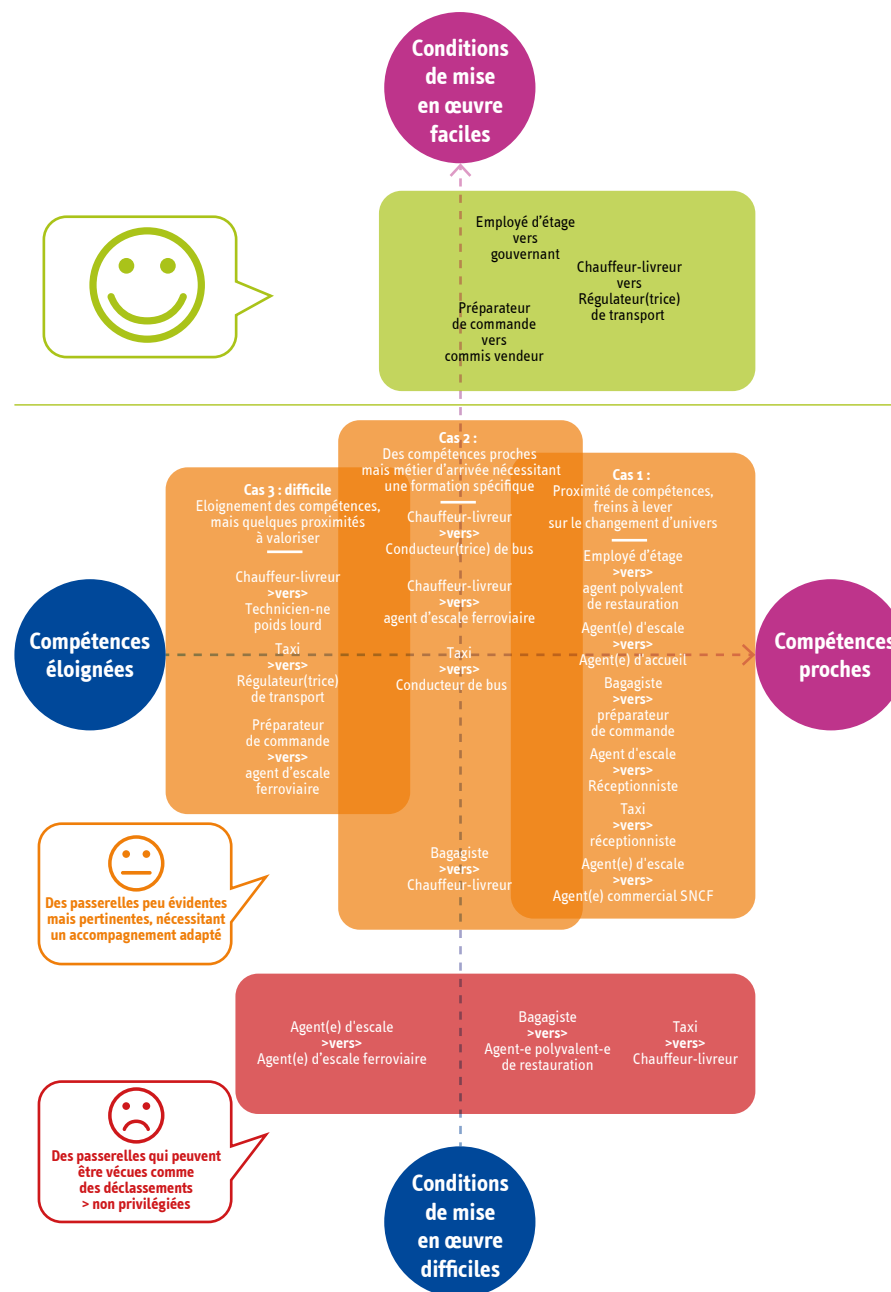 Conditions
de mise
en œuvre
faciles
Employé d'étage
vers
gouvernant
Chauffeur-livreur
vers
Régulateur(trice)
de transport
Préparateur
de commande
vers
commis vendeur
Cas 2 :
Des compétences proches
mais métier d'arrivée nécessitant
une formation spécifique
Chauffeur-livreur
>vers>
Conducteur(trice) de bus
Chauffeur-livreur
>vers>
agent d'escale ferroviaire
Taxi
>vers>
Conducteur de bus
Bagagiste
>vers>
Chauffeur-livreur
Cas 3 : difficile
Eloignement des compétences,
mais quelques proximités
à valoriser
Chauffeur-livreur
>vers>
Technicien-ne
poids lourd
Taxi
>vers>
Régulateur(trice)
de transport
Préparateur
de commande
>vers>
agent d'escale
ferroviaire
Cas 1 :
Proximité de compétences,
freins à lever
sur le changement d'univers
Employé d'étage
>vers>
agent polyvalent
de restauration
Agent(e) d'escale
>vers>
Agent(e) d'accueil
Bagagiste
>vers>
préparateur
de commande
Agent d'escale
>vers>
Réceptionniste
Taxi
>vers>
réceptionniste
Agent(e) d'escale
>vers>
Agent(e) commercial SNCF
Compétences
éloignées
Compétences
proches
Des passerelles peu évidentes
mais pertinentes, nécessitant
un accompagnement adapté
Agent(e) d'escale
>vers>
Agent(e) d'escale ferroviaire
Bagagiste
>vers>
Agent-e polyvalent-e
de restauration
Taxi
>vers>
Chauffeur-livreur
Des passerelles qui peuvent
être vécues comme
des déclassements
> non privilégiées
Conditions
de mise
en œuvre
difficiles